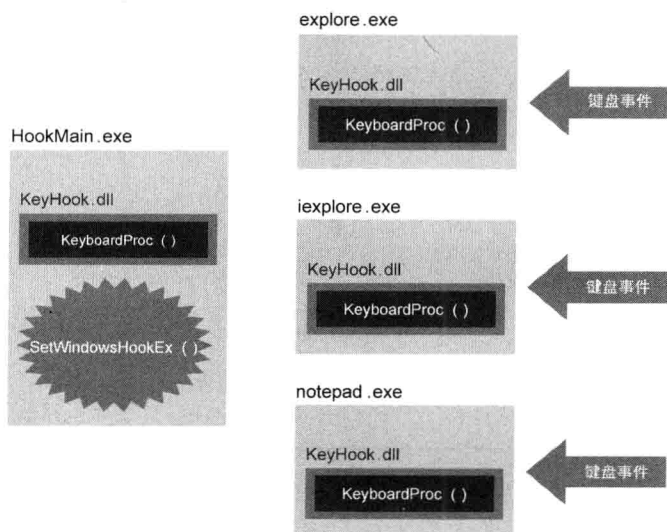 HookMain.exe
KeyHook.dll
KeyboardProc ( )
SetWindowsHookEx ( )
explore.exe
KeyHook.dll
KeyboardProc ( )
键盘事件
iexplore.exe
KeyHook.dll
KeyboardProc ( )
键盘事件
notepad.exe
KeyHook.dll
KeyboardProc ( )
键盘事件